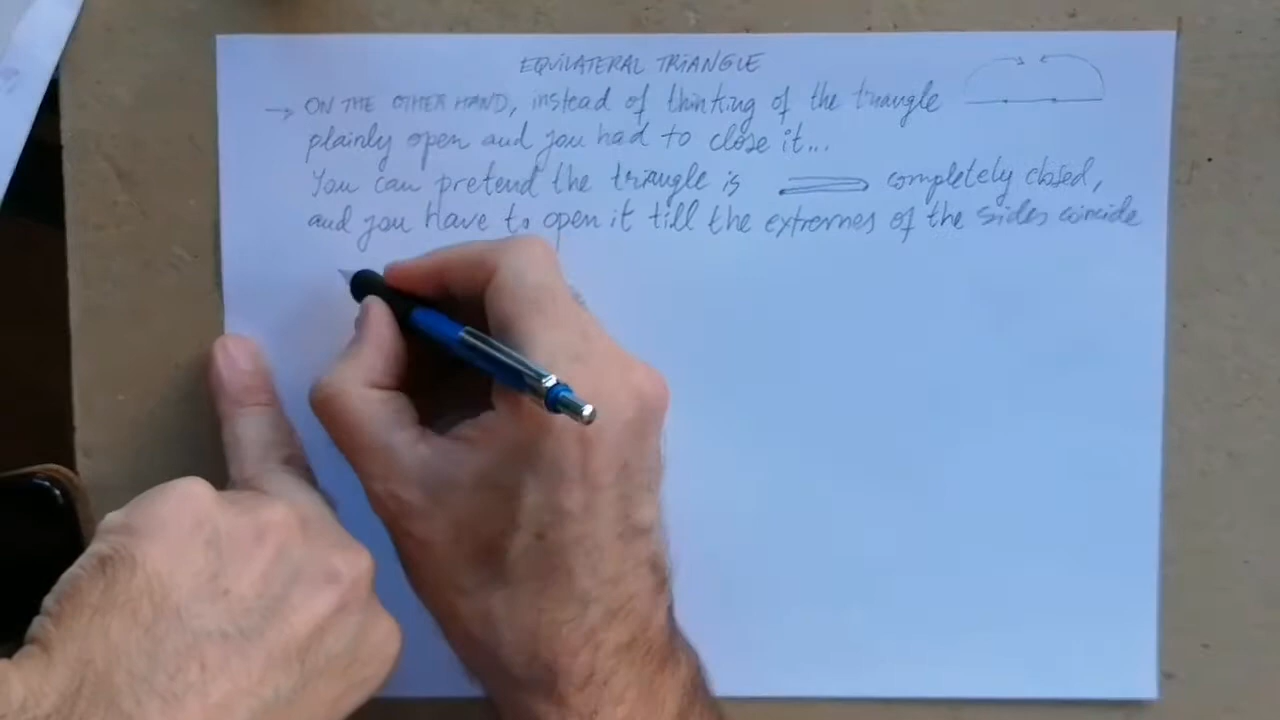 EQUILATERAL TRIANGLE
→ ON THE OTHER HAND, instead of thinking of the triangle
plainly open and you had to close it...
You can pretend the triangle is completely closed,
and you have to open it till the extremes of the sides coincide